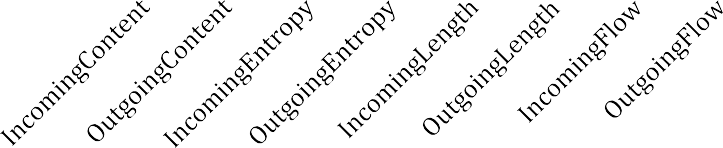 IncomingContent
OutgoingContent
IncomingEntropy
OutgoingEntropy
IncomingLength
OutgoingLength
IncomingFlow
OutgoingFlow